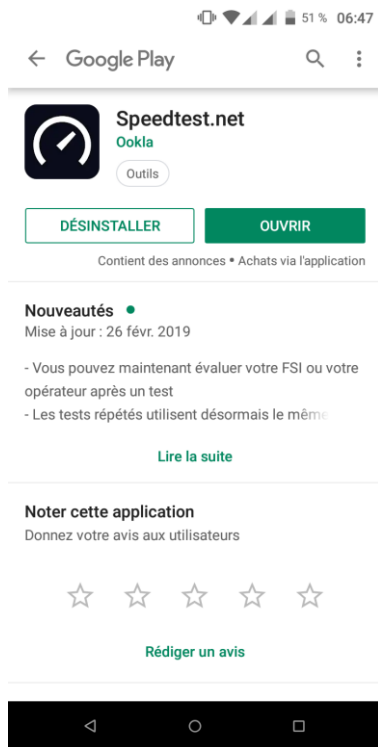 51 % 06:47
Google Play
Speedtest.net
Ookla
Outils
DÉSINSTALLER OUVRIR
Contient des annonces • Achats via l'application
Nouveautés •
Mise à jour : 26 févr. 2019
- Vous pouvez maintenant évaluer votre FSI ou votre
opérateur après un test
- Les tests répétés utilisent désormais le même
Lire la suite
Noter cette application
Donnez votre avis aux utilisateurs
Rédiger un avis